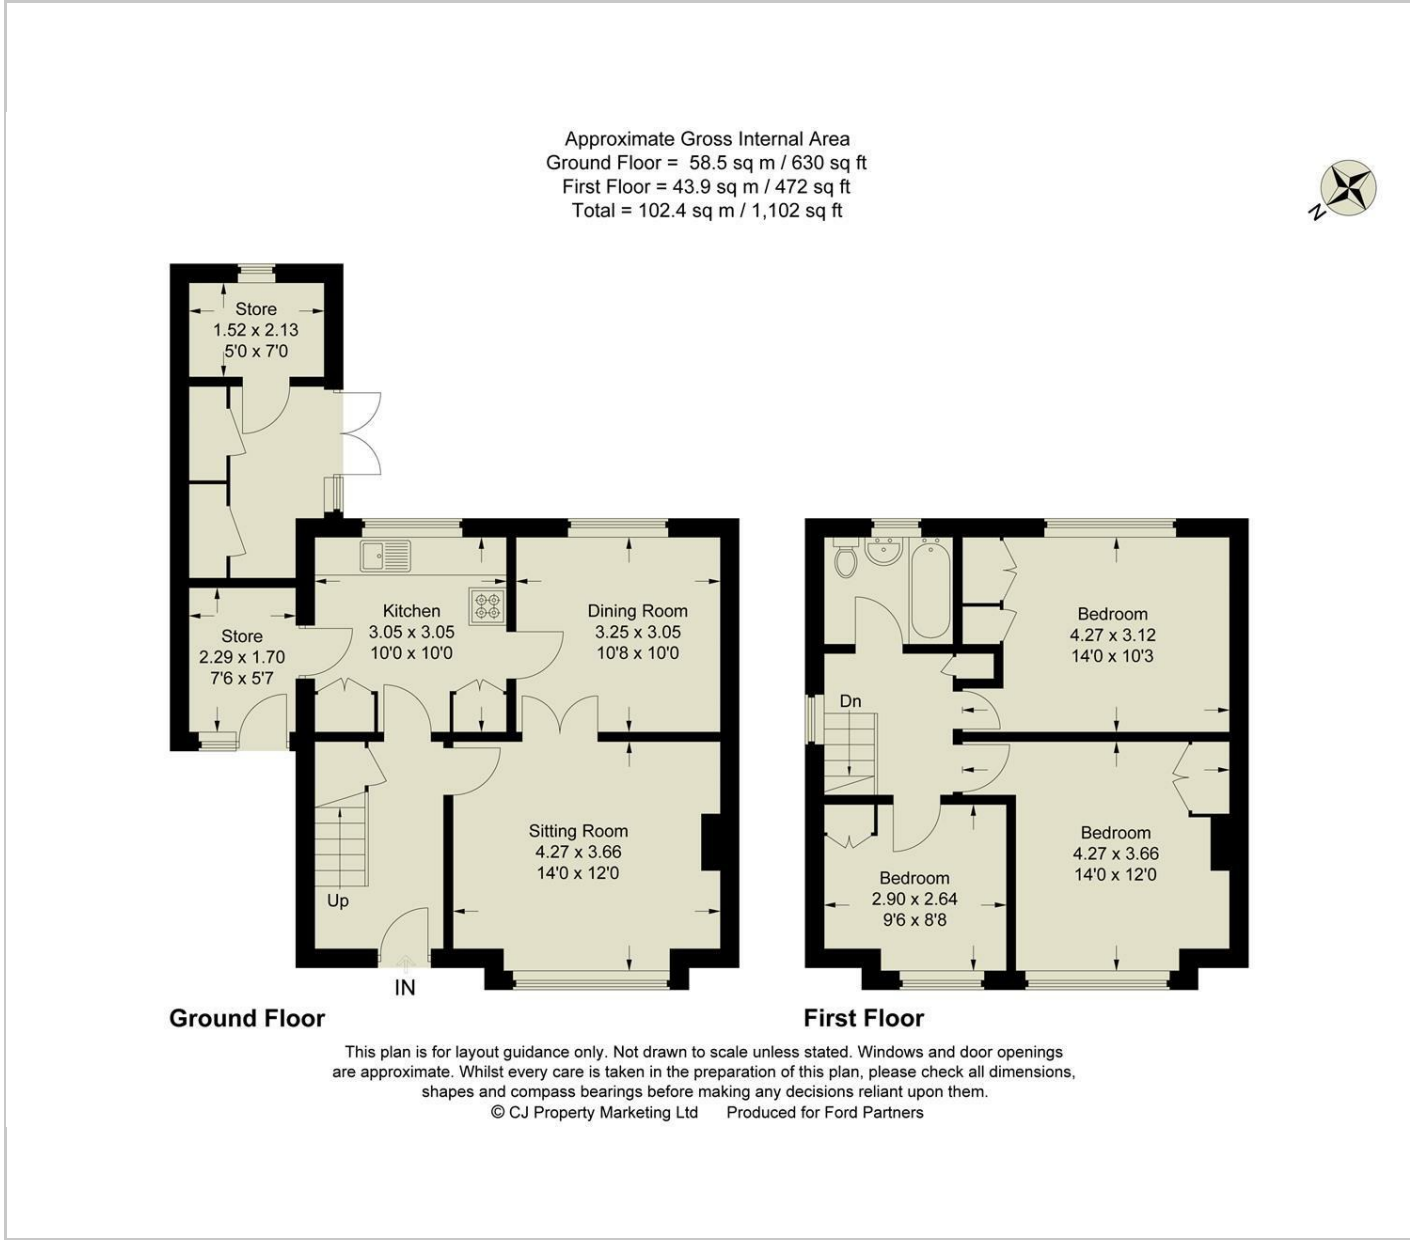 Approximate Gross Internal Area
Ground Floor = 58.5 sq m / 630 sq ft
First Floor = 43.9 sq m / 472 sq ft
Total = 102.4 sq m / 1,102 sq ft
N
Store
1.52 x 2.13
5'0 x 7'0
Store
2.29 x 1.70
7'6 x 5'7
Kitchen
3.05 x 3.05
10'0 x 10'0
Dining Room
3.25 x 3.05
10'8 x 10'0
Sitting Room
4.27 x 3.66
14'0 x 12'0
Up
IN
Ground Floor
Bedroom
4.27 x 3.12
14'0 x 10'3
Dn
Bedroom
4.27 x 3.66
14'0 x 12'0
Bedroom
2.90 x 2.64
9'6 x 8'8
First Floor
This plan is for layout guidance only. Not drawn to scale unless stated. Windows and door openings
are approximate. Whilst every care is taken in the preparation of this plan, please check all dimensions,
shapes and compass bearings before making any decisions reliant upon them.
© CJ Property Marketing Ltd Produced for Ford Partners